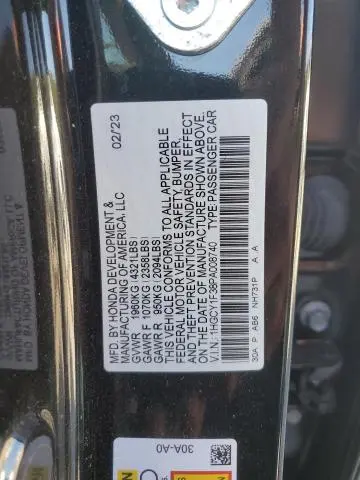 MFD. BY HONDA DEVELOPMENT & 02/23
MANUFACTURING OF AMERICA, LLC
GVWR 1960KG (4321LBS)
GAWR F 1070KG (2358LBS)
GAWR R 950KG (2094LBS)
THIS VEHICLE CONFORMS TO ALL APPLICABLE
FEDERAL MOTOR VEHICLE SAFETY, BUMPER,
AND THEFT PREVENTION STANDARDS IN EFFECT
ON THE DATE OF MANUFACTURE SHOWN ABOVE.
V.I.N.: 1HGCY1F38PA008740 TYPE:PASSENGER CAR
30A P AB6 NH731P A A
30A-A0